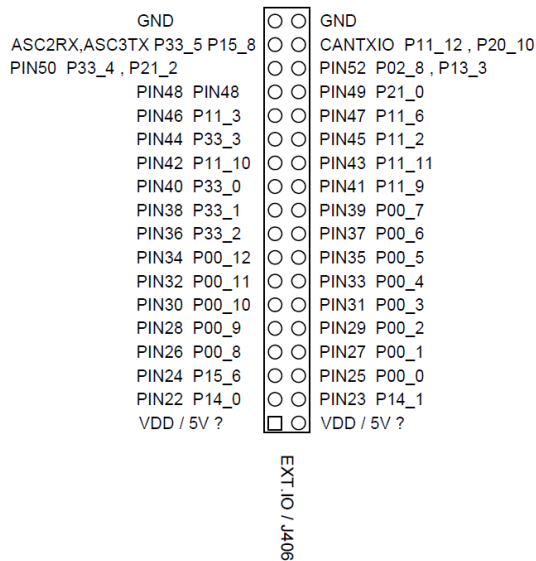 GND GND
ASC2RX,ASC3TX P33_5 P15_8 CANTXIO P11_12 , P20_10
PIN50 P33_4 , P21_2 PIN52 P02_8 , P13_3
PIN48 PIN48 PIN49 P21_0
PIN46 P11_3 PIN47 P11_6
PIN44 P33_3 PIN45 P11_2
PIN42 P11_10 PIN43 P11_11
PIN40 P33_0 PIN41 P11_9
PIN38 P33_1 PIN39 P00_7
PIN36 P33_2 PIN37 P00_6
PIN34 P00_12 PIN35 P00_5
PIN32 P00_11 PIN33 P00_4
PIN30 P00_10 PIN31 P00_3
PIN28 P00_9 PIN29 P00_2
PIN26 P00_8 PIN27 P00_1
PIN24 P15_6 PIN25 P00_0
PIN22 P14_0 PIN23 P14_1
VDD / 5V ? VDD / 5V ?
EXT.IO / J406